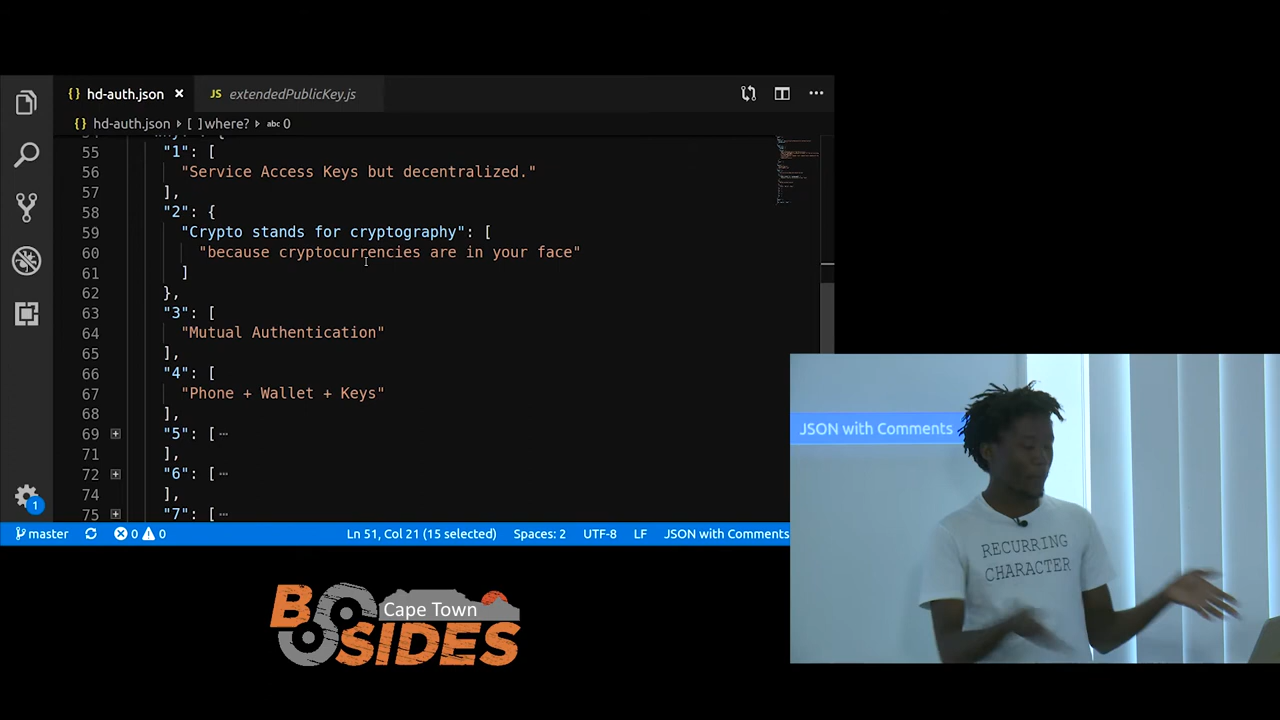 { } hd-auth.json ×
JS extendedPublicKey.js
{ } hd-auth.json ▸ [ ] where? ▸ abc 0
55 "1": [
56 "Service Access Keys but decentralized."
57 ],
58 "2": {
59 "Crypto stands for cryptography": [
60 "because cryptocurrencies are in your face"
61 ]
62 },
63 "3": [
64 "Mutual Authentication"
65 ],
66 "4": [
67 "Phone + Wallet + Keys"
68 ],
69 "5": [ ⋯
71 ],
72 "6": [ ⋯
74 ],
75 "7": [ ⋯
1
master 0 0 Ln 51, Col 21 (15 selected) Spaces: 2 UTF-8 LF JSON with Comments
JSON with Comments
RECURRING
CHARACTER
B
Cape Town
SIDES